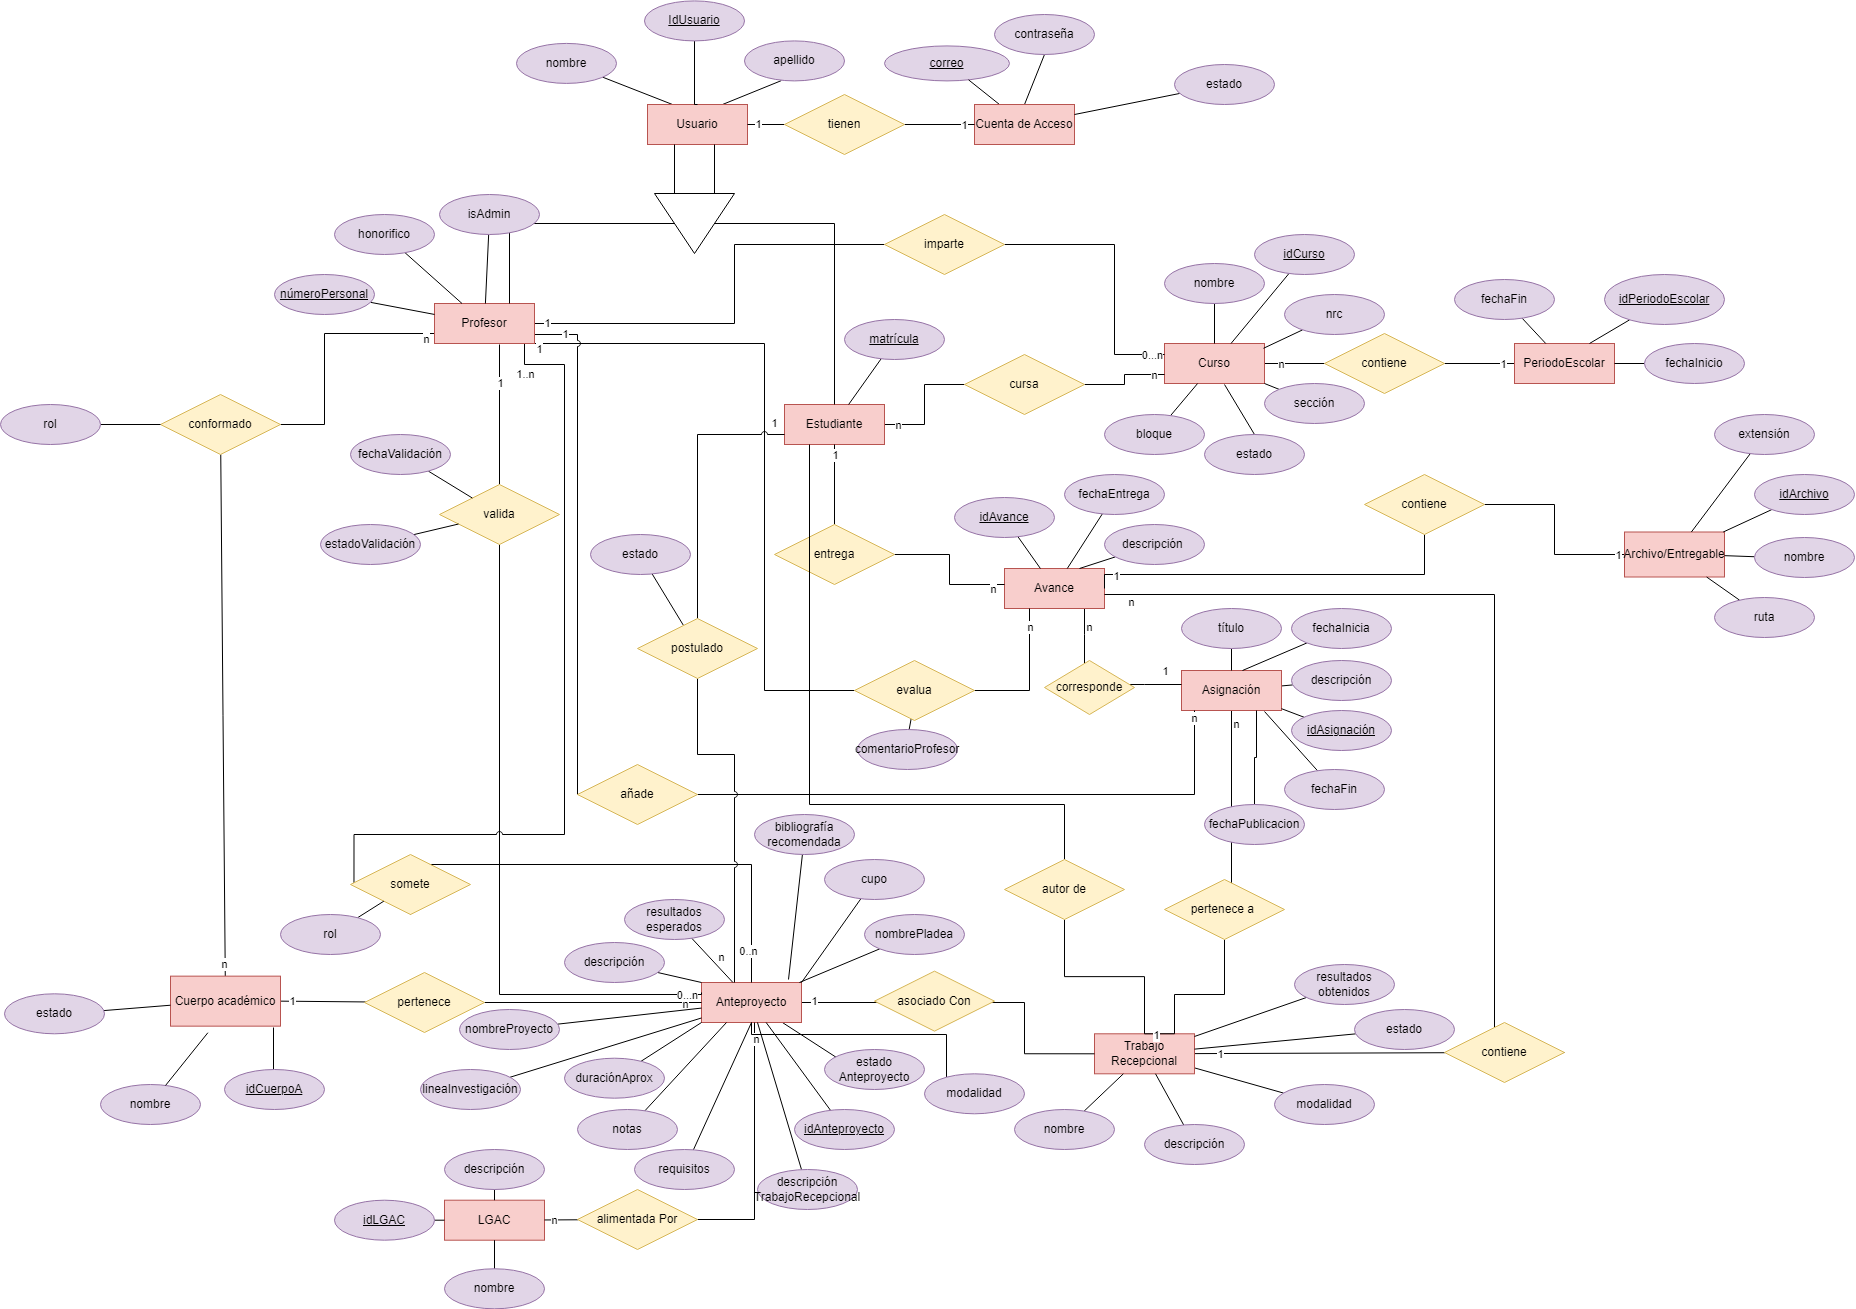 IdUsuario
nombre
apellido
contraseña
correo
estado
Usuario
1
tienen
1
Cuenta de Acceso
isAdmin
honorifico
númeroPersonal
imparte
idCurso
nombre
nrc
fechaFin
idPeriodoEscolar
Profesor
1
1
1
n
1..n
1
matrícula
0...n
n
Curso
n
contiene
1
PeriodoEscolar
fechaInicio
cursa
sección
bloque
estado
rol
conformado
1
Estudiante
n
1
extensión
fechaValidación
valida
estadoValidación
idAvance
fechaEntrega
descripción
contiene
idArchivo
1
Archivo/Entregable
nombre
ruta
estado
entrega
n
Avance
1
n
n
n
título
fechaInicia
postulado
evalua
corresponde
1
Asignación
descripción
idAsignación
n
n
comentarioProfesor
fechaFin
añade
fechaPublicacion
bibliografía
recomendada
somete
cupo
autor de
pertenece a
rol
resultados
esperados
nombrePladea
0..n
n
descripción
n
Cuerpo académico
1
pertenece
0...n
n
Anteproyecto
1
asociado Con
resultados
obtenidos
estado
estado
nombreProyecto
n
1
Trabajo
Recepcional
1
contiene
nombre
idCuerpoA
lineaInvestigación
duraciónAprox
estado
Anteproyecto
modalidad
modalidad
notas
idAnteproyecto
nombre
descripción
requisitos
descripción
TrabajoRecepcional
descripción
idLGAC
LGAC
n
alimentada Por
nombre